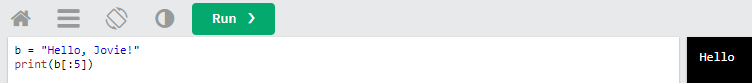 Run ❯
b = "Hello, Jovie!"
print(b[:5])
Hello